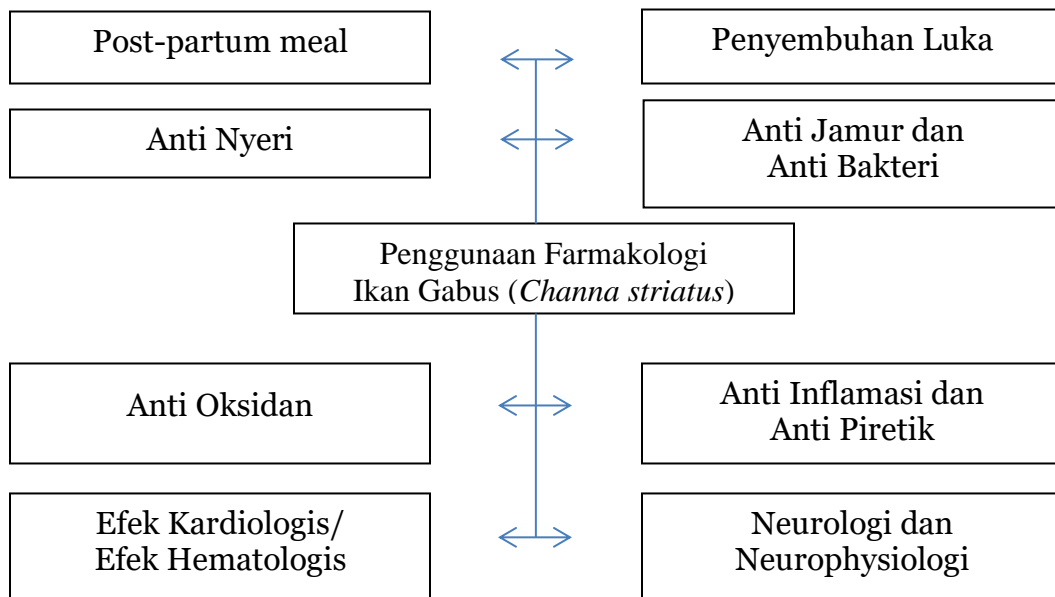 Post-partum meal
Penyembuhan Luka
Anti Nyeri
Anti Jamur dan
Anti Bakteri
Penggunaan Farmakologi
Ikan Gabus (Channa striatus)
Anti Oksidan
Anti Inflamasi dan
Anti Piretik
Efek Kardiologis/
Efek Hematologis
Neurologi dan
Neurophysiologi